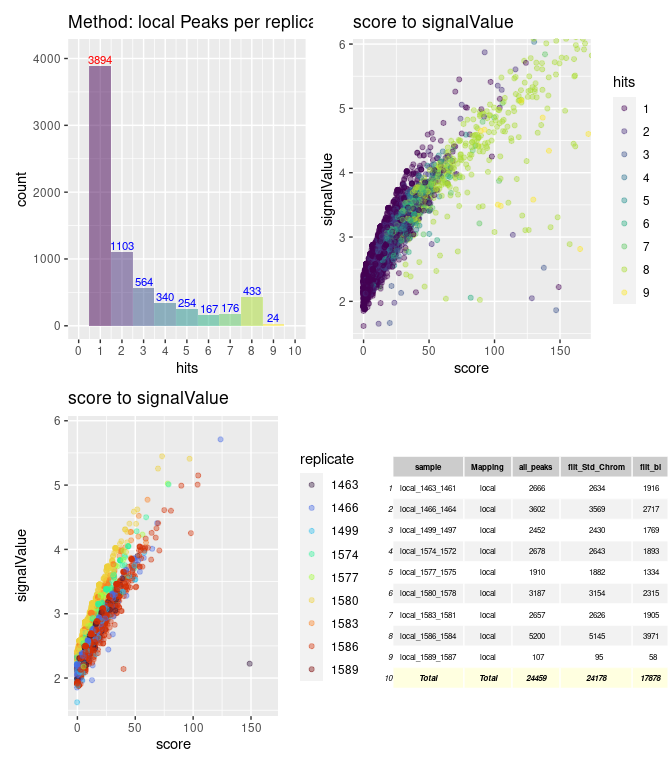 Method: local Peaks per replica
4000
3000
2000
1000
0
count
3894
1103
564
340
254
167
176
433
24
0 1 2 3 4 5 6 7 8 9 10
hits
score to signalValue
6
5
4
3
2
signalValue
0 50 100 150
score
hits
1
2
3
4
5
6
7
8
9
score to signalValue
6
5
4
3
2
signalValue
0 50 100 150
score
replicate
1463
1466
1499
1574
1577
1580
1583
1586
1589
sample Mapping all_peaks filt_Std_Chrom filt_bl
1 local_1463_1461 local 2666 2634 1916
2 local_1466_1464 local 3602 3569 2717
3 local_1499_1497 local 2452 2430 1769
4 local_1574_1572 local 2678 2643 1893
5 local_1577_1575 local 1910 1882 1334
6 local_1580_1578 local 3187 3154 2315
7 local_1583_1581 local 2657 2626 1905
8 local_1586_1584 local 5200 5145 3971
9 local_1589_1587 local 107 95 58
10 Total Total 24459 24178 17878